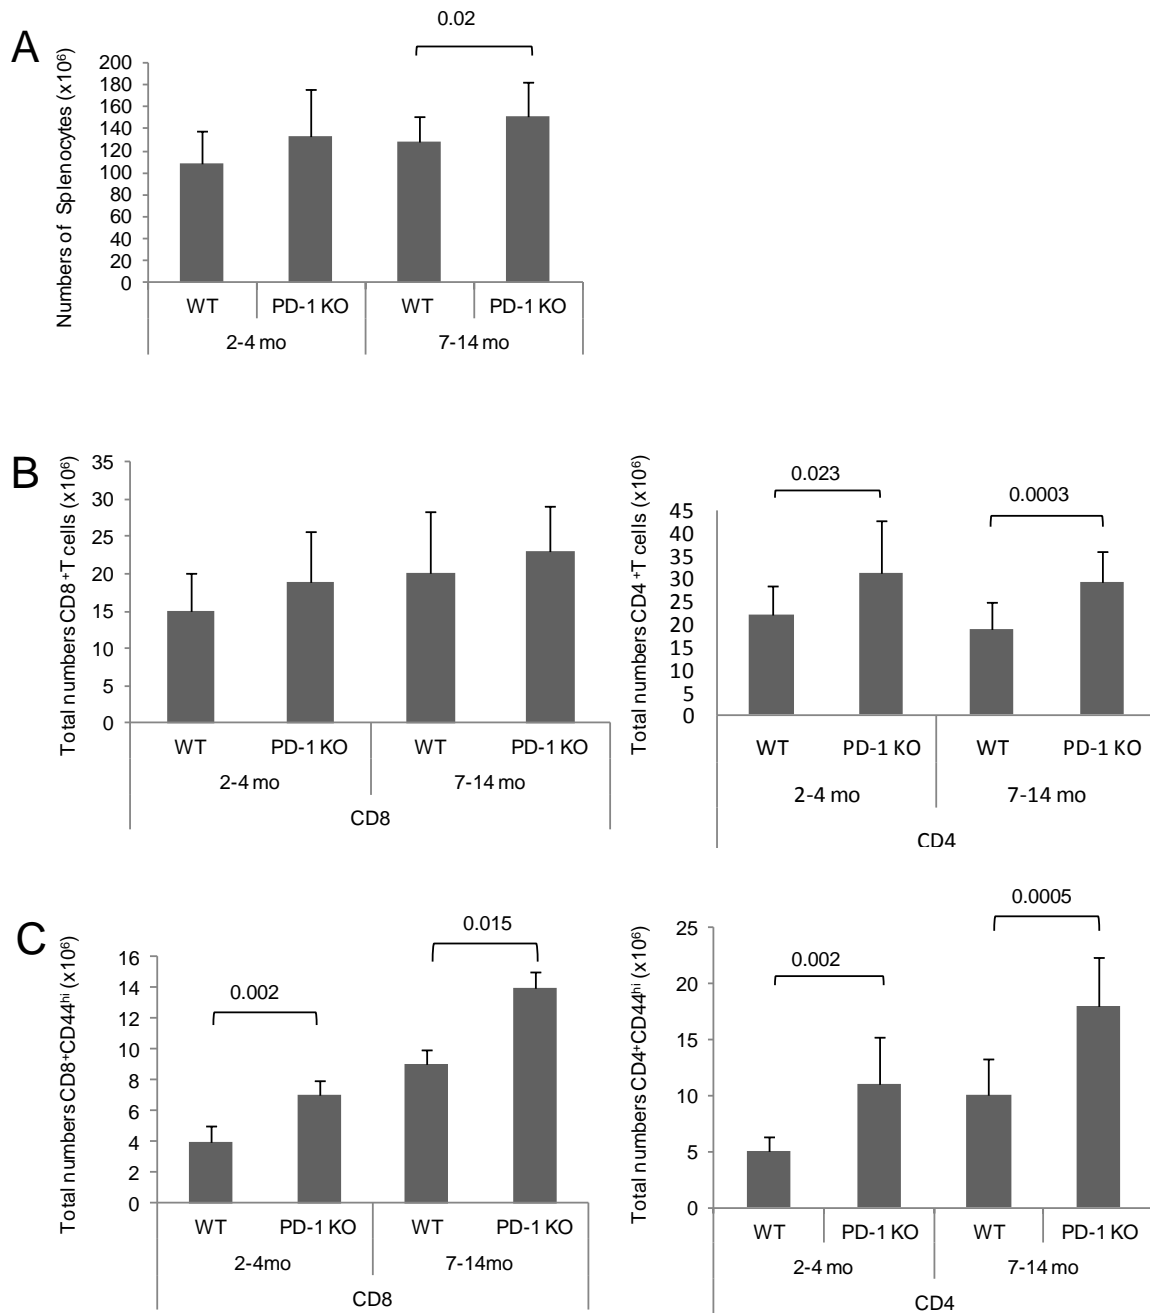 A
0.02
Numbers of Splenocytes (x10⁶)
200
180
160
140
120
100
80
60
40
20
0
WT PD-1 KO WT PD-1 KO
2-4 mo 7-14 mo
B
Total numbers CD8⁺T cells (x10⁶)
35
30
25
20
15
10
5
0
WT PD-1 KO WT PD-1 KO
2-4 mo 7-14 mo
CD8
0.023
0.0003
Total numbers CD4⁺T cells (x10⁶)
45
40
35
30
25
20
15
10
5
0
WT PD-1 KO WT PD-1 KO
2-4 mo 7-14 mo
CD4
C
0.015
0.002
Total numbers CD8⁺CD44ʰⁱ (x10⁶)
16
14
12
10
8
6
4
2
0
WT PD-1 KO WT PD-1 KO
2-4mo 7-14mo
CD8
0.0005
0.002
Total numbers CD4⁺CD44ʰⁱ (x10⁶)
25
20
15
10
5
0
WT PD-1 KO WT PD-1 KO
2-4 mo 7-14 mo
CD4